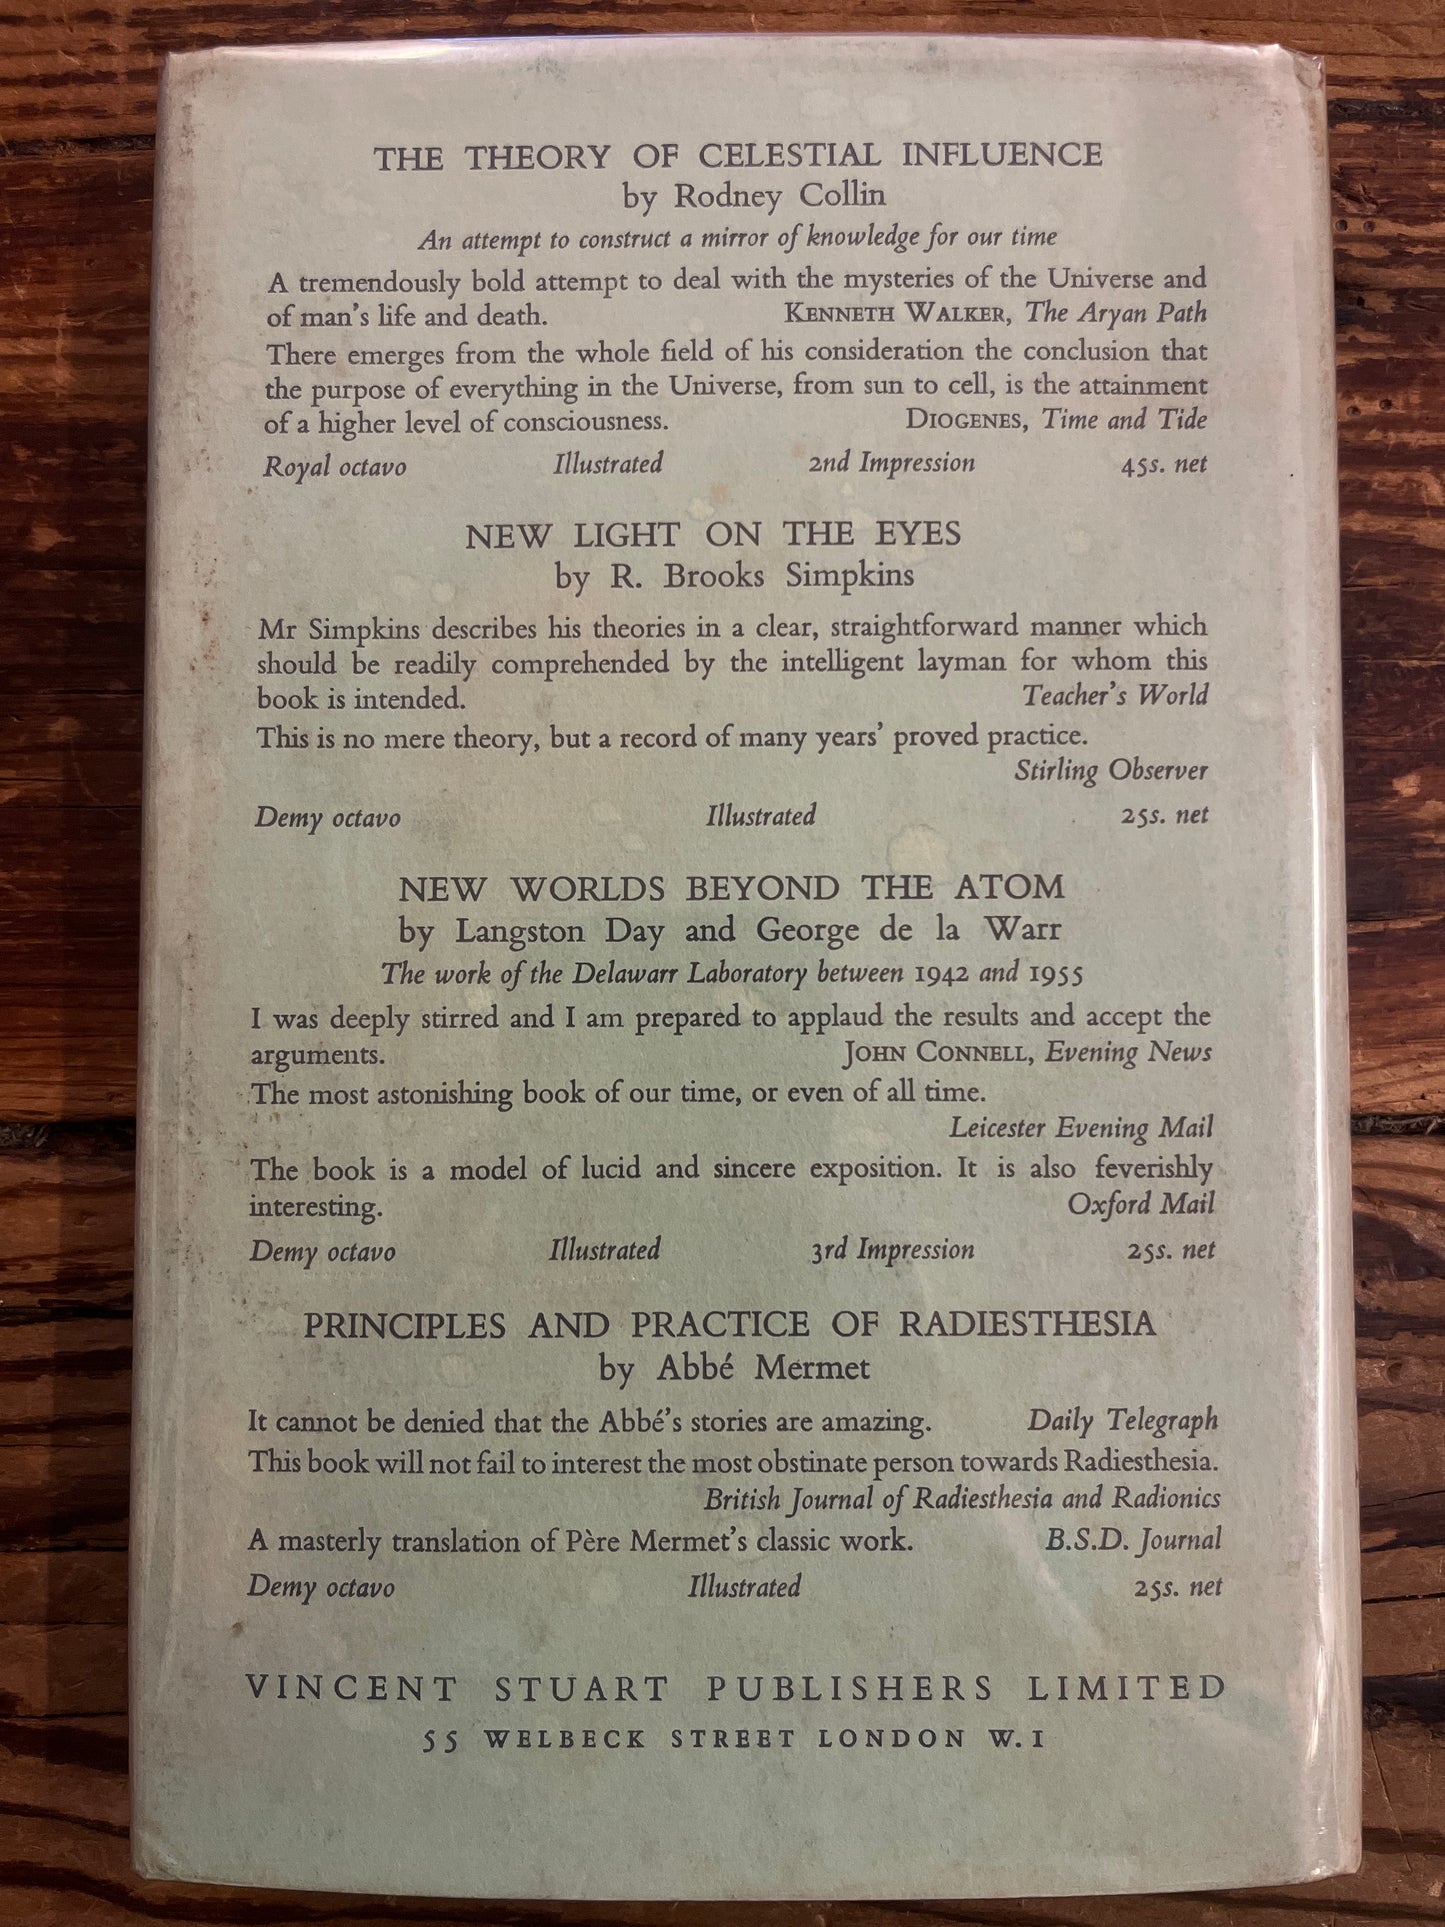 THE THEORY OF CELESTIAL INFLUENCE
by Rodney Collin
An attempt to construct a mirror of knowledge for our time
A tremendously bold attempt to deal with the mysteries of the Universe and
of man's life and death. KENNETH WALKER, The Aryan Path
There emerges from the whole field of his consideration the conclusion that
the purpose of everything in the Universe, from sun to cell, is the attainment
of a higher level of consciousness. DIOGENES, Time and Tide
Royal octavo Illustrated 2nd Impression 45s. net
NEW LIGHT ON THE EYES
by R. Brooks Simpkins
Mr Simpkins describes his theories in a clear, straightforward manner which
should be readily comprehended by the intelligent layman for whom this
book is intended. Teacher's World
This is no mere theory, but a record of many years' proved practice.
Stirling Observer
Demy octavo Illustrated 25s. net
NEW WORLDS BEYOND THE ATOM
by Langston Day and George de la Warr
The work of the Delawarr Laboratory between 1942 and 1955
I was deeply stirred and I am prepared to applaud the results and accept the
arguments. JOHN CONNELL, Evening News
The most astonishing book of our time, or even of all time.
Leicester Evening Mail
The book is a model of lucid and sincere exposition. It is also feverishly
interesting. Oxford Mail
Demy octavo Illustrated 3rd Impression 25s. net
PRINCIPLES AND PRACTICE OF RADIESTHESIA
by Abbé Mermet
It cannot be denied that the Abbé's stories are amazing. Daily Telegraph
This book will not fail to interest the most obstinate person towards Radiesthesia.
British Journal of Radiesthesia and Radionics
A masterly translation of Père Mermet's classic work. B.S.D. Journal
Demy octavo Illustrated 25s. net
VINCENT STUART PUBLISHERS LIMITED
55 WELBECK STREET LONDON W.1